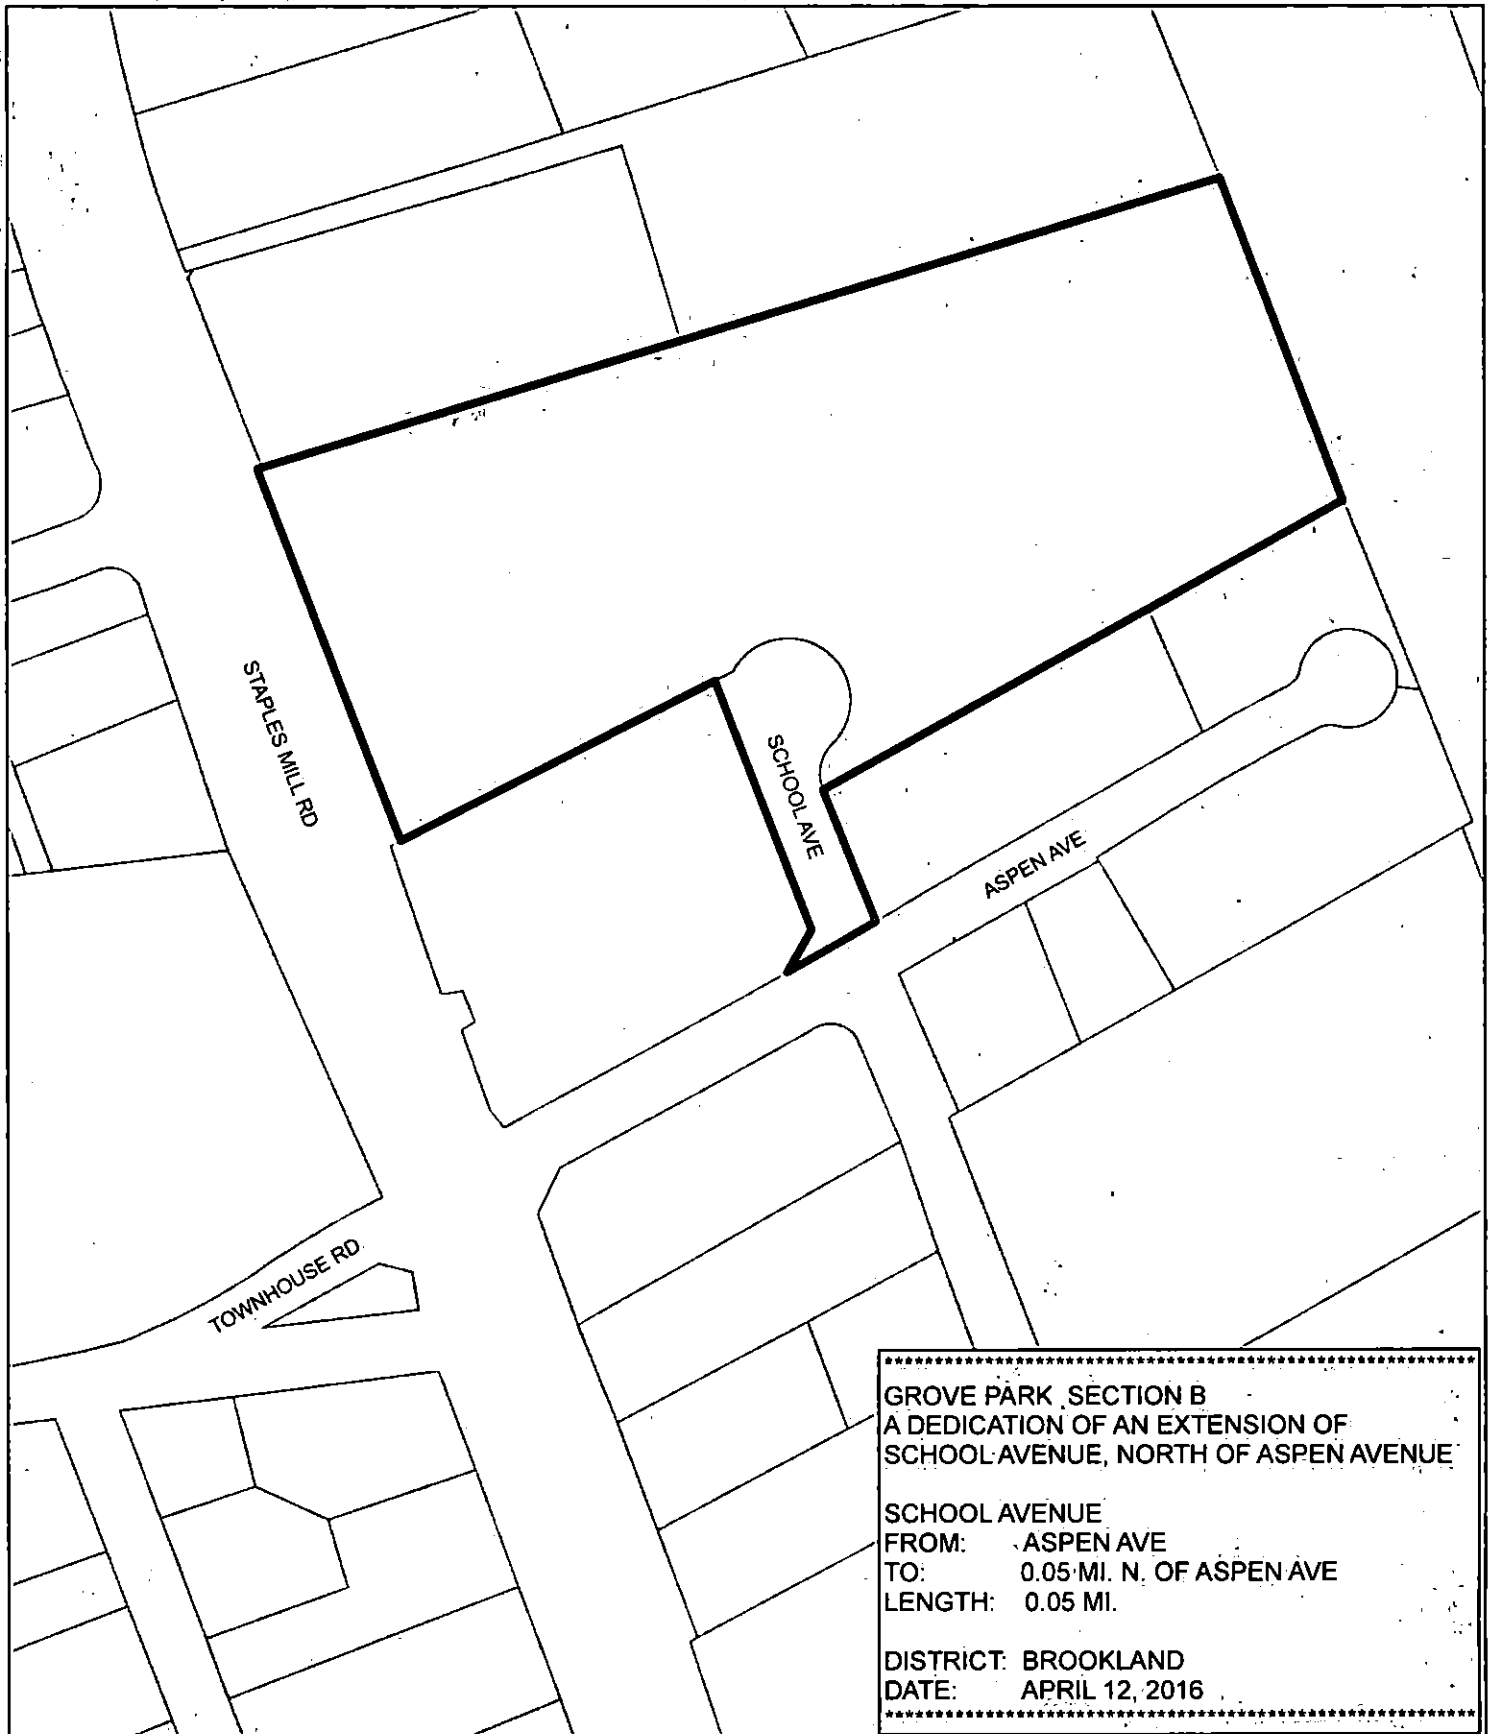 STAPLES MILL RD
SCHOOL AVE
ASPEN AVE
TOWNHOUSE RD
GROVE PARK SECTION B
A DEDICATION OF AN EXTENSION OF
SCHOOL AVENUE, NORTH OF ASPEN AVENUE
SCHOOL AVENUE
FROM: ASPEN AVE
TO: 0.05 MI. N. OF ASPEN AVE
LENGTH: 0.05 MI.
DISTRICT: BROOKLAND
DATE: APRIL 12, 2016